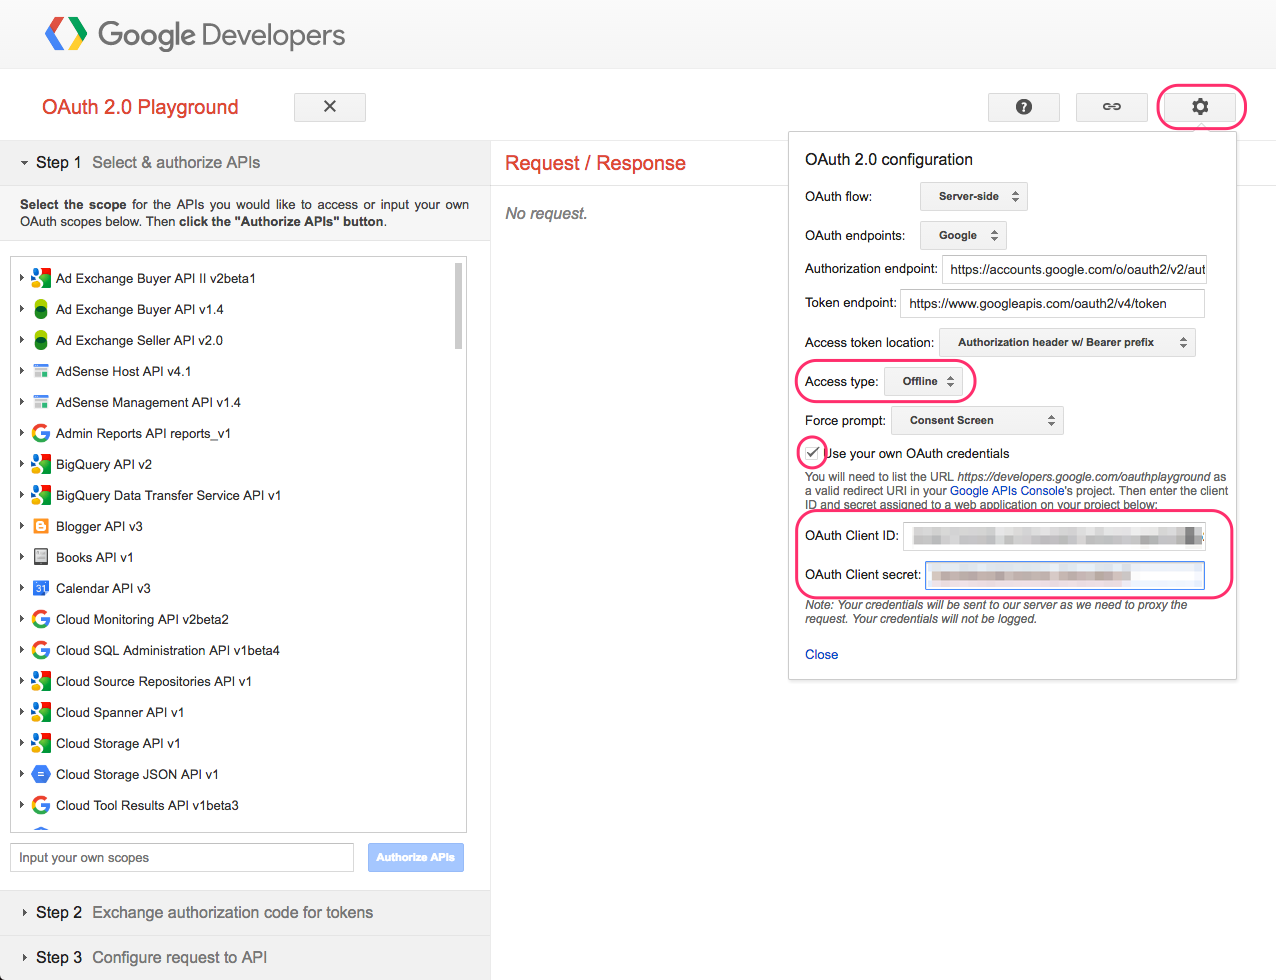 Google Developers
OAuth 2.0 Playground
Step 1 Select & authorize APIs
Select the scope for the APIs you would like to access or input your own
OAuth scopes below. Then click the "Authorize APIs" button.
Ad Exchange Buyer API II v2beta1
Ad Exchange Buyer API v1.4
Ad Exchange Seller API v2.0
AdSense Host API v4.1
AdSense Management API v1.4
Admin Reports API reports_v1
BigQuery API v2
BigQuery Data Transfer Service API v1
Blogger API v3
Books API v1
31 Calendar API v3
Cloud Monitoring API v2beta2
Cloud SQL Administration API v1beta4
Cloud Source Repositories API v1
Cloud Spanner API v1
Cloud Storage API v1
Cloud Storage JSON API v1
Cloud Tool Results API v1beta3
Input your own scopes
Authorize APIs
Step 2 Exchange authorization code for tokens
Step 3 Configure request to API
Request / Response
No request.
OAuth 2.0 configuration
OAuth flow: Server-side
OAuth endpoints: Google
Authorization endpoint: https://accounts.google.com/o/oauth2/v2/aut
Token endpoint: https://www.googleapis.com/oauth2/v4/token
Access token location: Authorization header w/ Bearer prefix
Access type: Offline
Force prompt: Consent Screen
Use your own OAuth credentials
You will need to list the URL https://developers.google.com/oauthplayground as
a valid redirect URI in your Google APIs Console's project. Then enter the client
ID and secret assigned to a web application on your project below:
OAuth Client ID:
OAuth Client secret:
Note: Your credentials will be sent to our server as we need to proxy the
request. Your credentials will not be logged.
Close